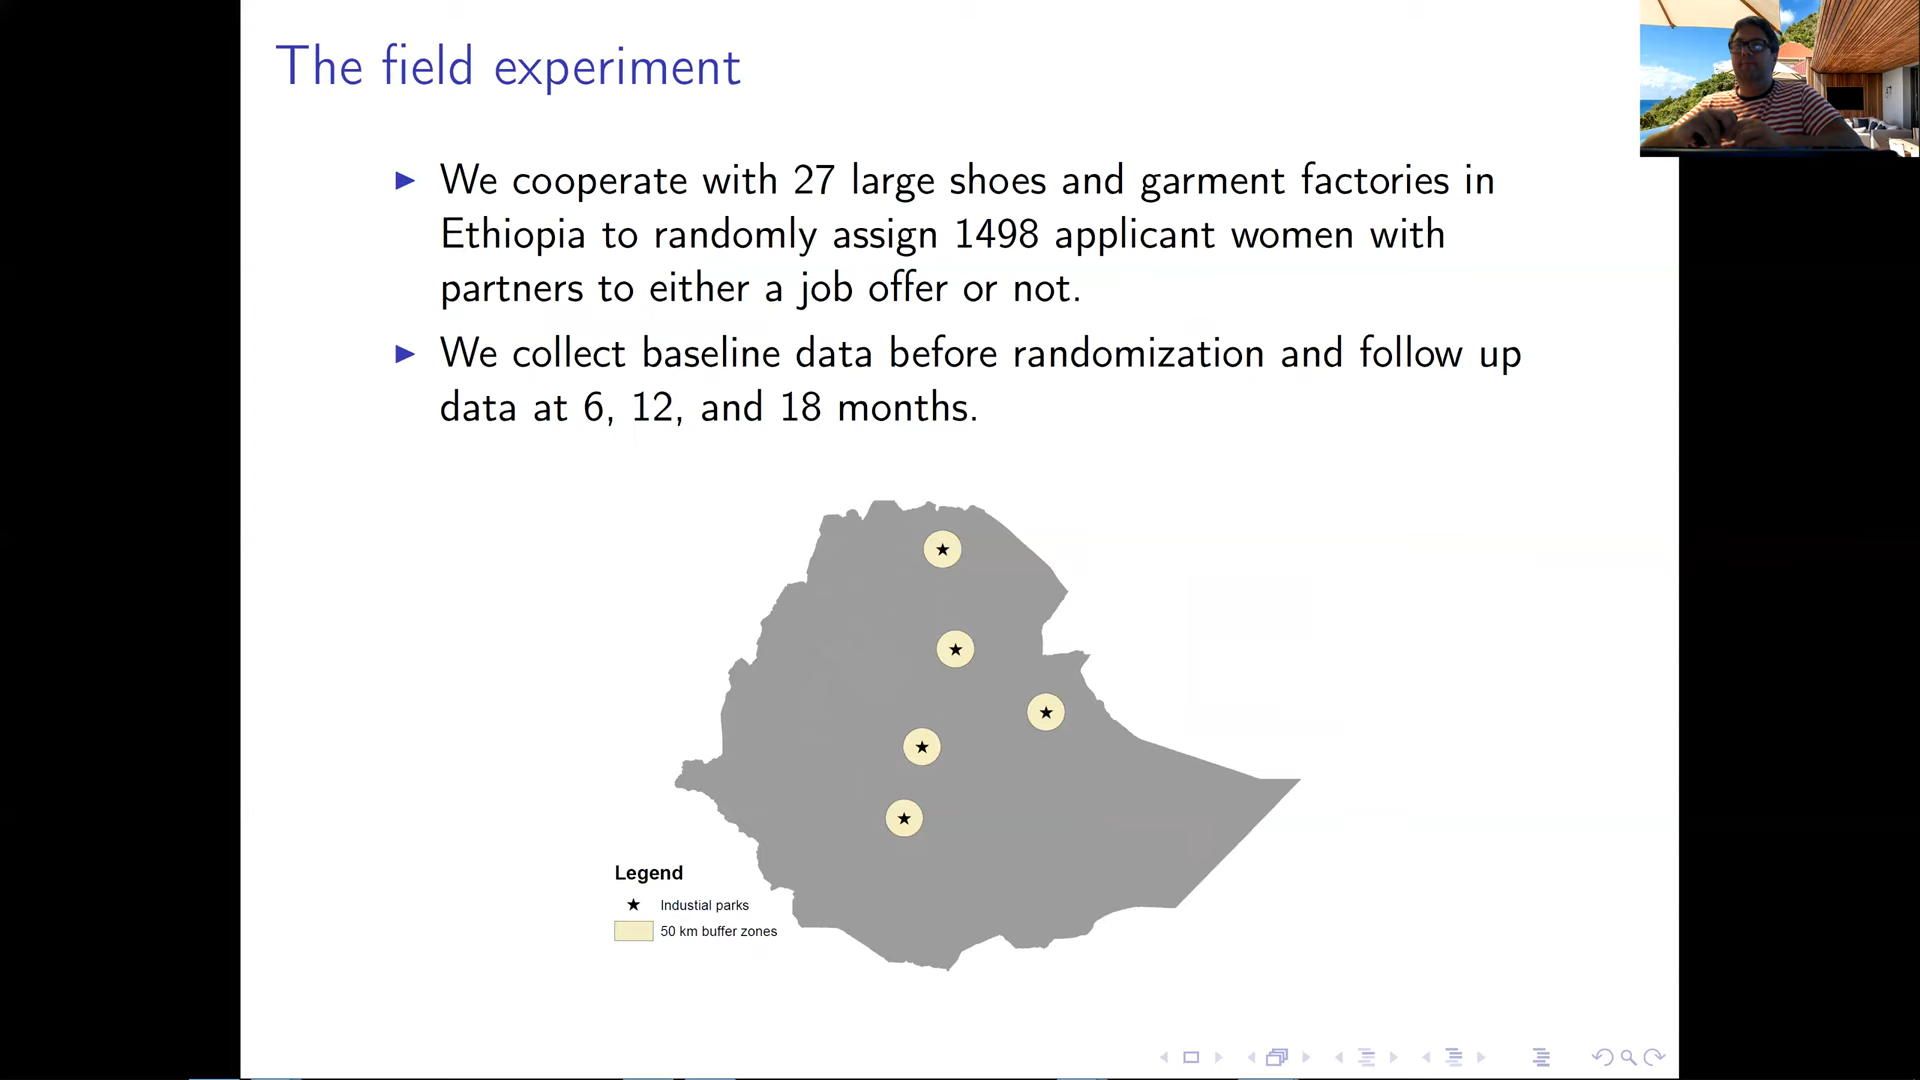 The field experiment
We cooperate with 27 large shoes and garment factories in
Ethiopia to randomly assign 1498 applicant women with
partners to either a job offer or not.
We collect baseline data before randomization and follow up
data at 6, 12, and 18 months.
Legend
Industial parks
50 km buffer zones